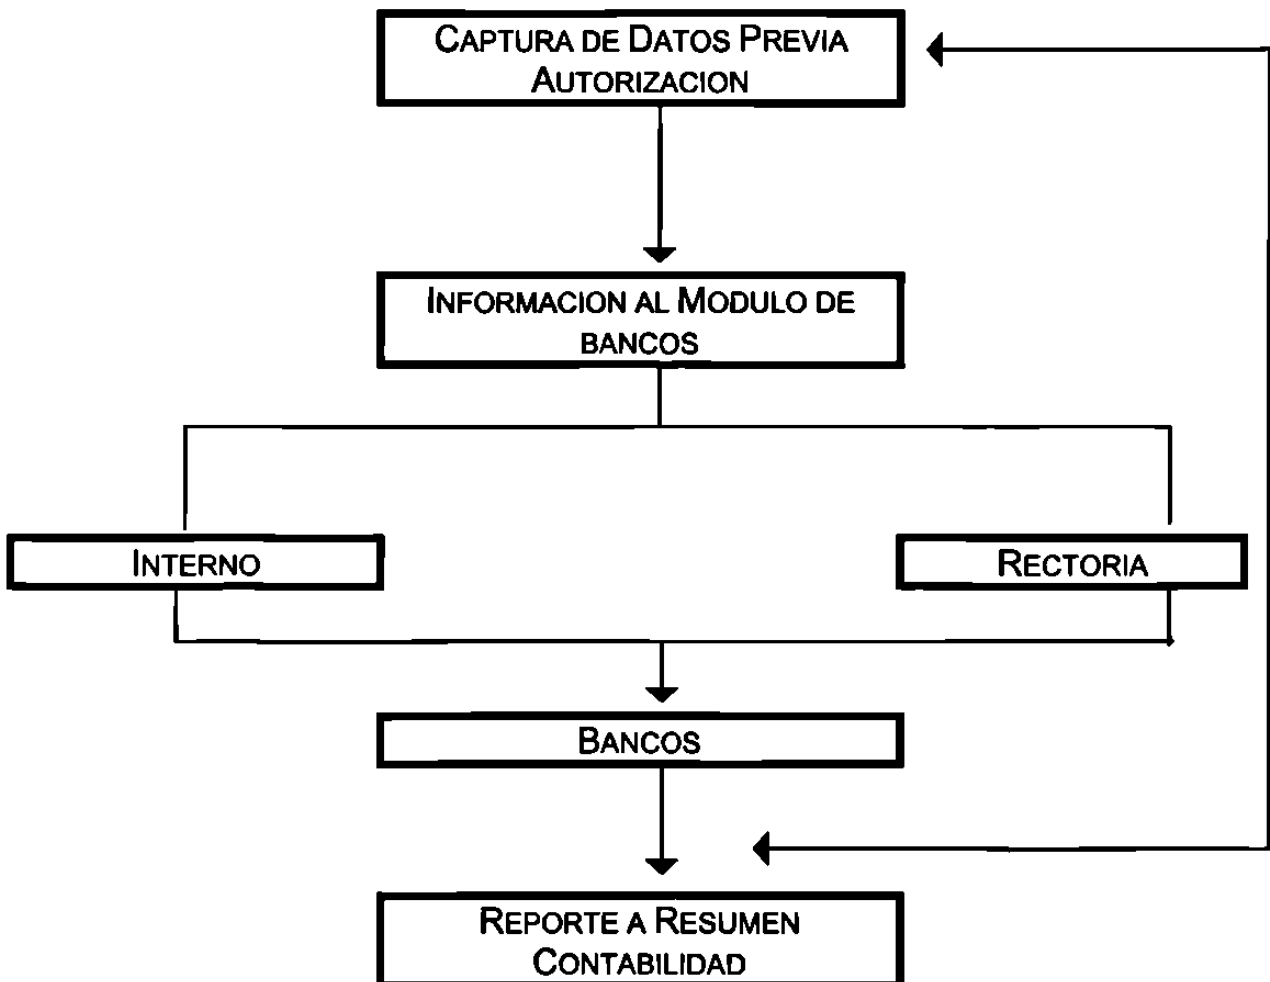 CAPTURA DE DATOS PREVIA
AUTORIZACION
INFORMACION AL MODULO DE
BANCOS
INTERNO
RECTORIA
BANCOS
REPORTE A RESUMEN
CONTABILIDAD